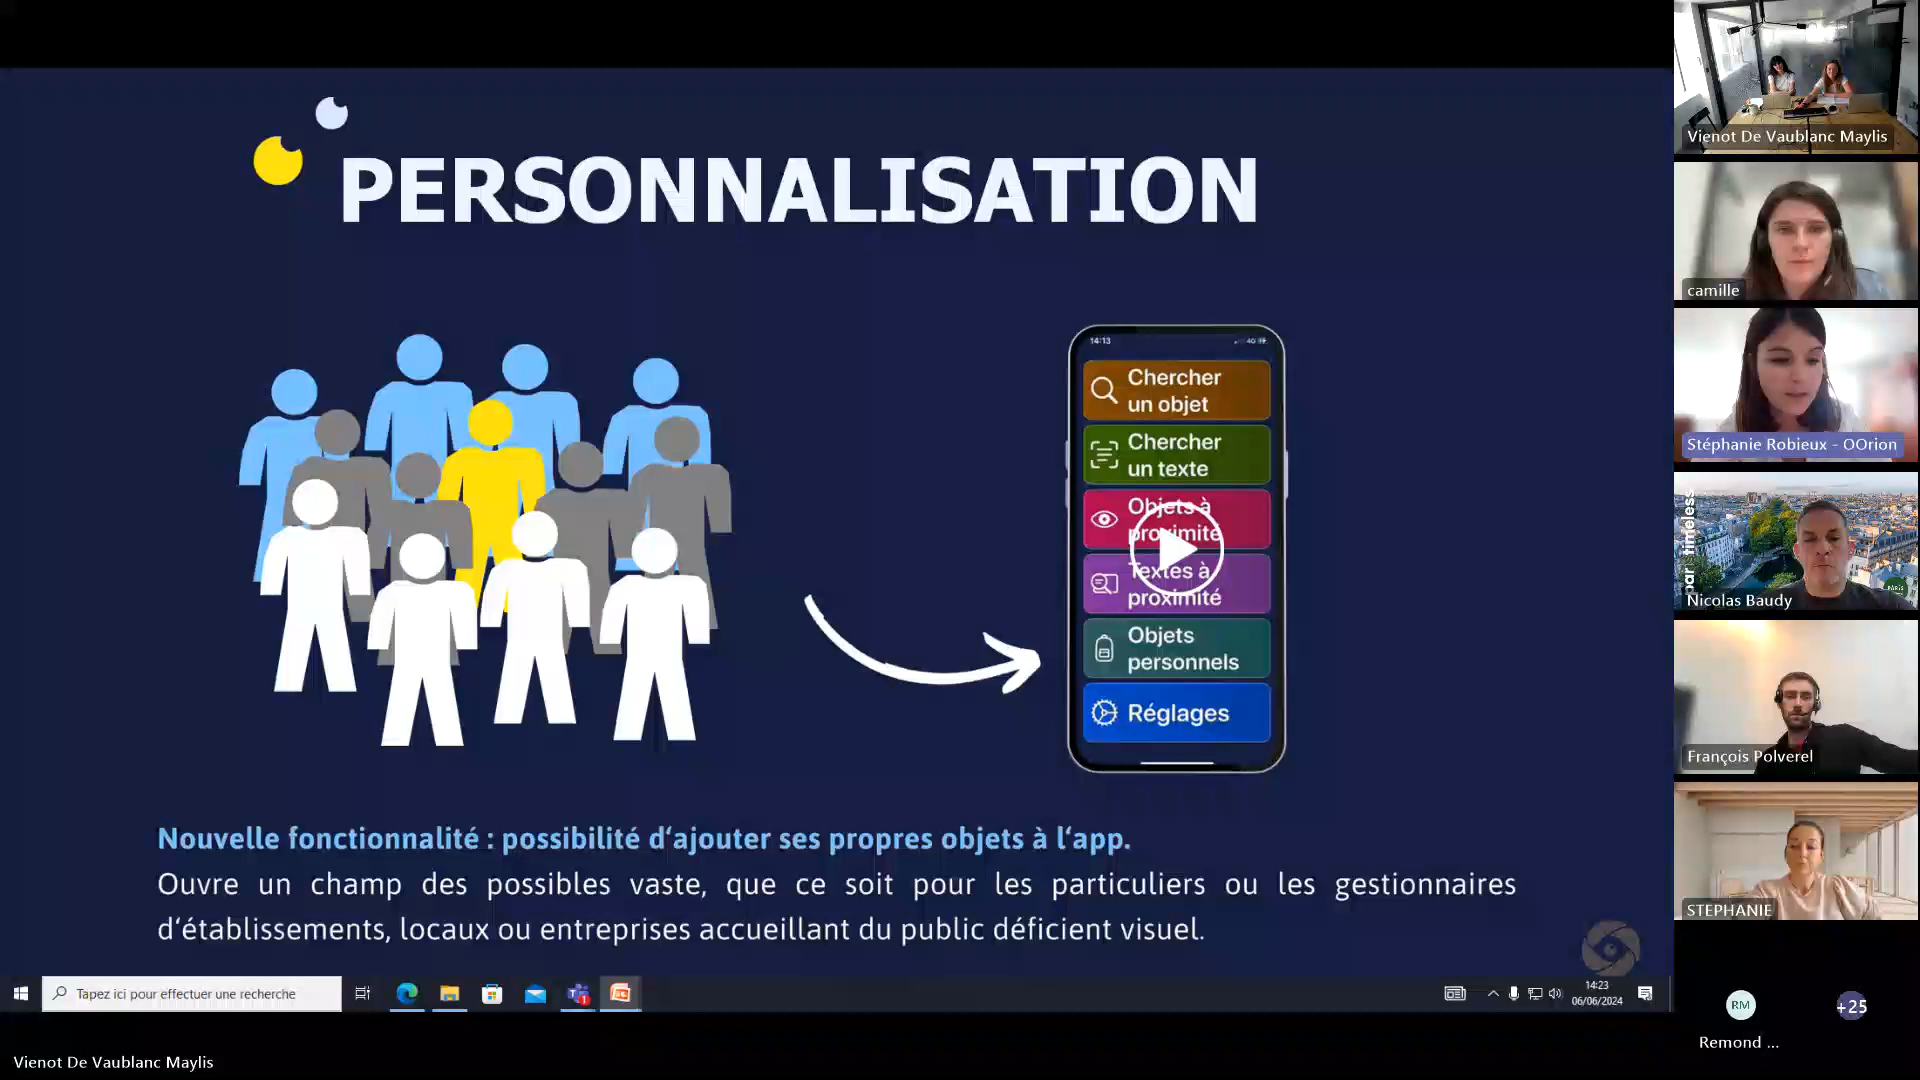 PERSONNALISATION
14:13
4G
Chercher
un objet
Chercher
un texte
Objets à
proximité
Textes à
proximité
Objets
personnels
Réglages
Nouvelle fonctionnalité : possibilité d‘ajouter ses propres objets à l‘app.
Ouvre un champ des possibles vaste, que ce soit pour les particuliers ou les gestionnaires
d‘établissements, locaux ou entreprises accueillant du public déficient visuel.
Tapez ici pour effectuer une recherche
1
14:23
06/06/2024
Vienot De Vaublanc Maylis
Vienot De Vaublanc Maylis
camille
Stéphanie Robieux - OOrion
timeless
Nicolas Baudy
François Polverel
STEPHANIE
RM
+25
Remond ...